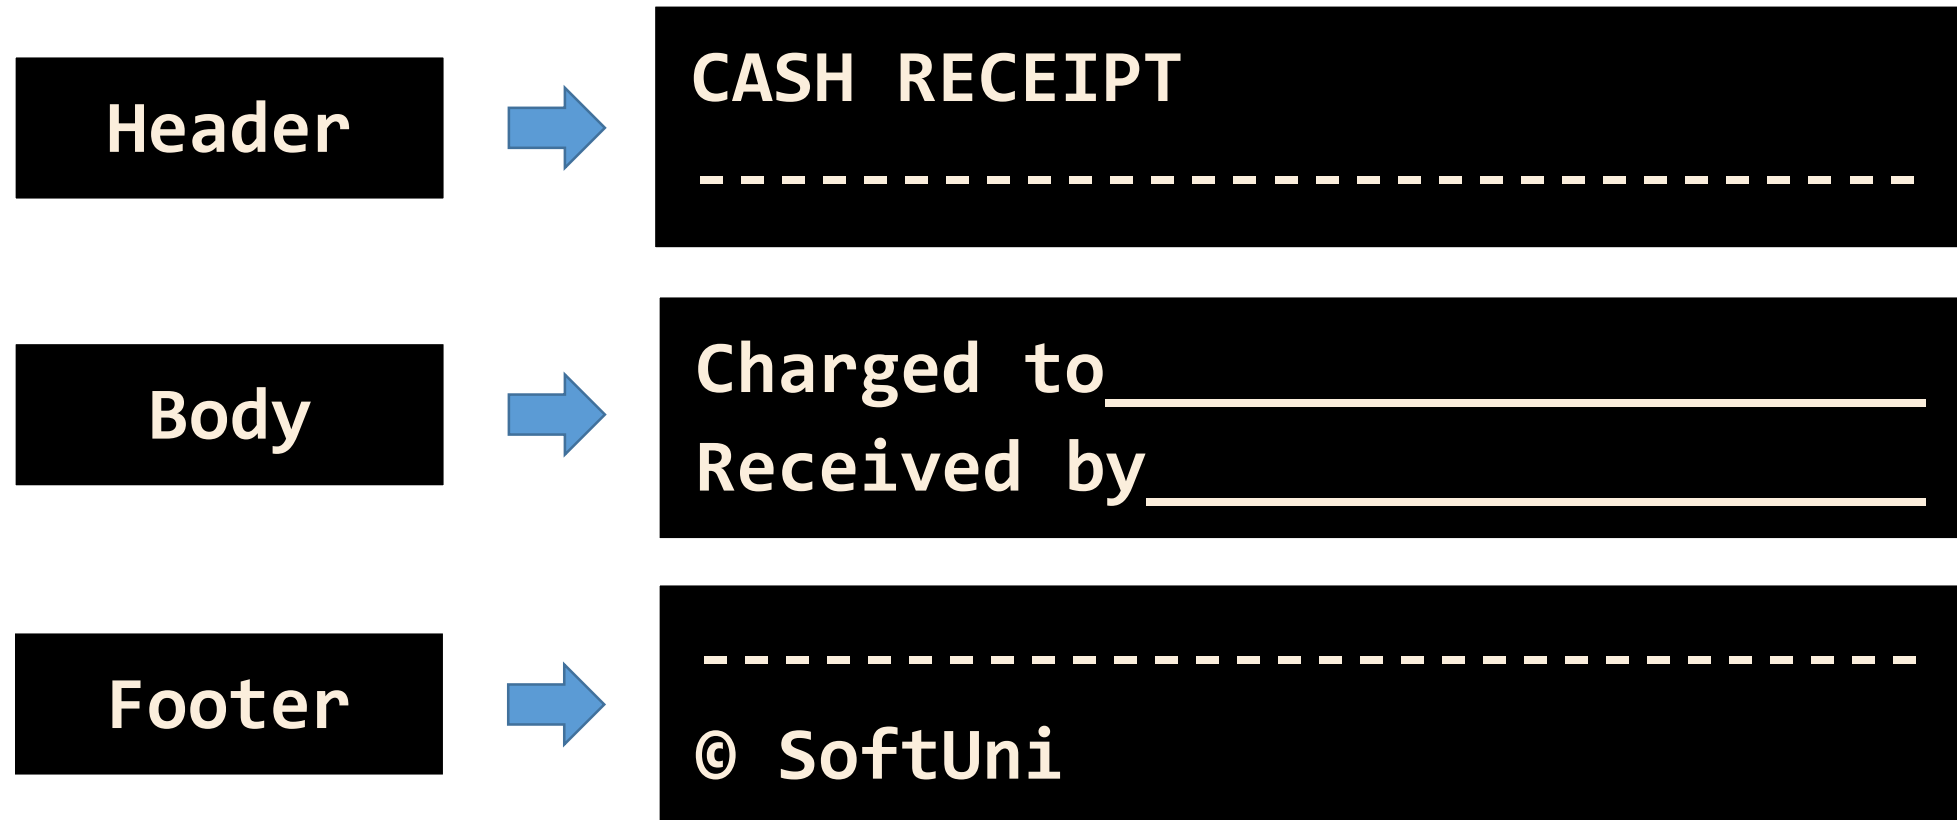 Header
CASH RECEIPT
------------------------------
Body
Charged to____________________
Received by___________________
Footer
------------------------------
© SoftUni